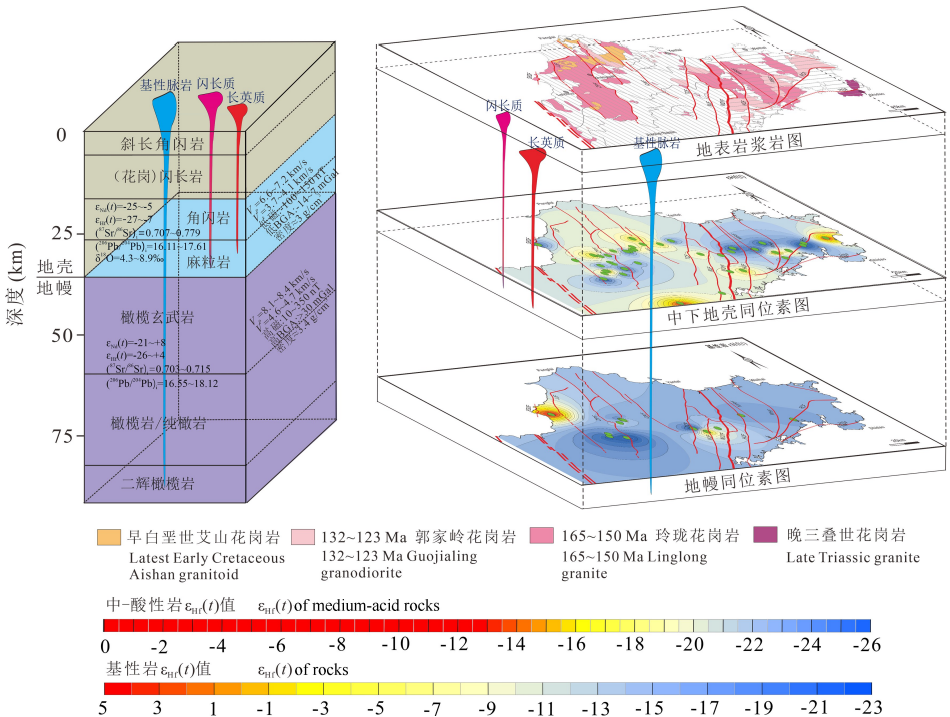 基性脉岩
闪长质
长英质
0
斜长角闪岩
(花岗)闪长岩
εNd(t)=-25~-5
εHf(t)=-27~-7
(87Sr/86Sr)i=0.707~0.779
(206Pb/204Pb)i=16.11~17.61
δ18O=4.3~8.9‰
角闪岩
麻粒岩
25
地壳
地幔
深度 (km)
橄榄玄武岩
50
εNd(t)=-21~+8
εHf(t)=-26~+4
(87Sr/86Sr)i=0.703~0.715
(206Pb/204Pb)i=16.55~18.12
橄榄岩/纯橄岩
75
二辉橄榄岩
密度~3 g/cm
闪长质
长英质
基性脉岩
地表岩浆岩图
中下地壳同位素图
地幔同位素图
早白垩世艾山花岗岩
Latest Early Cretaceous
Aishan granitoid
132~123 Ma 郭家岭花岗岩
132~123 Ma Guojialing
granodiorite
165~150 Ma 玲珑花岗岩
165~150 Ma Linglong
granite
晚三叠世花岗岩
Late Triassic granite
中-酸性岩εHf(t)值 εHf(t)of medium-acid rocks
0 -2 -4 -6 -8 -10 -12 -14 -16 -18 -20 -22 -24 -26
基性岩εHf(t)值 εHf(t)of rocks
5 3 1 -1 -3 -5 -7 -9 -11 -13 -15 -17 -19 -21 -23